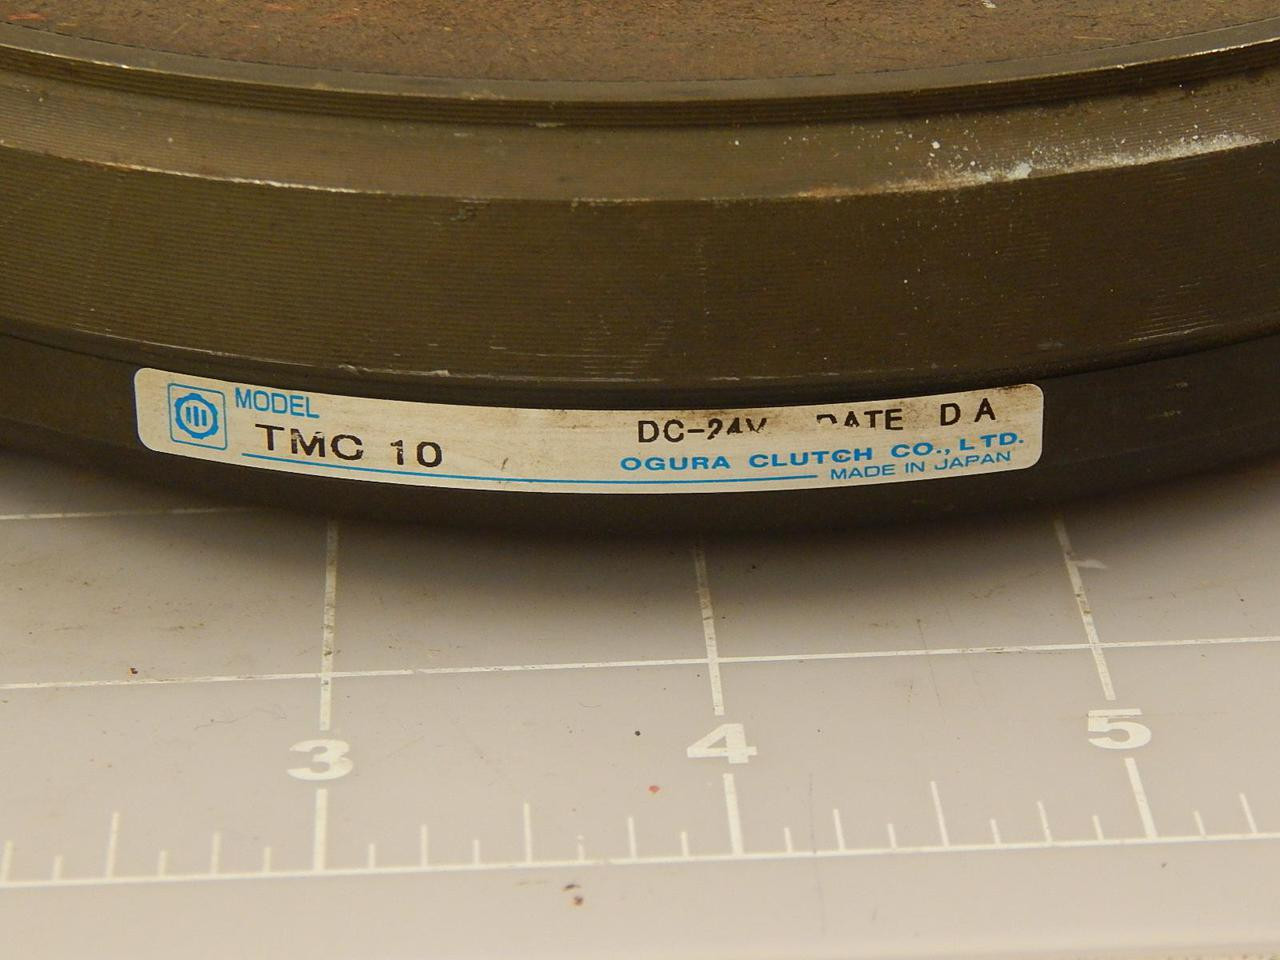 MODEL
TMC 10 DC-24V DATE D A
OGURA CLUTCH CO., LTD.
MADE IN JAPAN
3 4 5